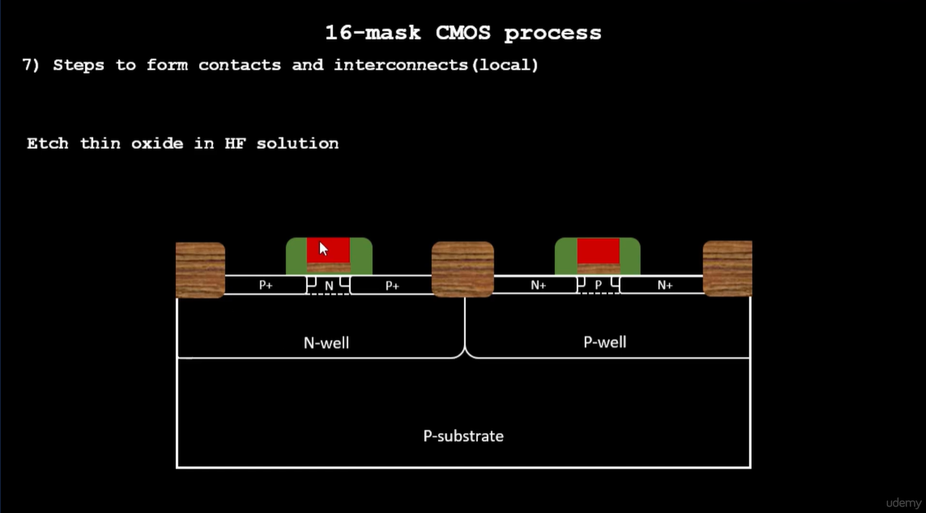 16-mask CMOS process
7) Steps to form contacts and interconnects(local)
Etch thin oxide in HF solution
P+ N P+ N+ P N+
N-well P-well
P-substrate
udemy